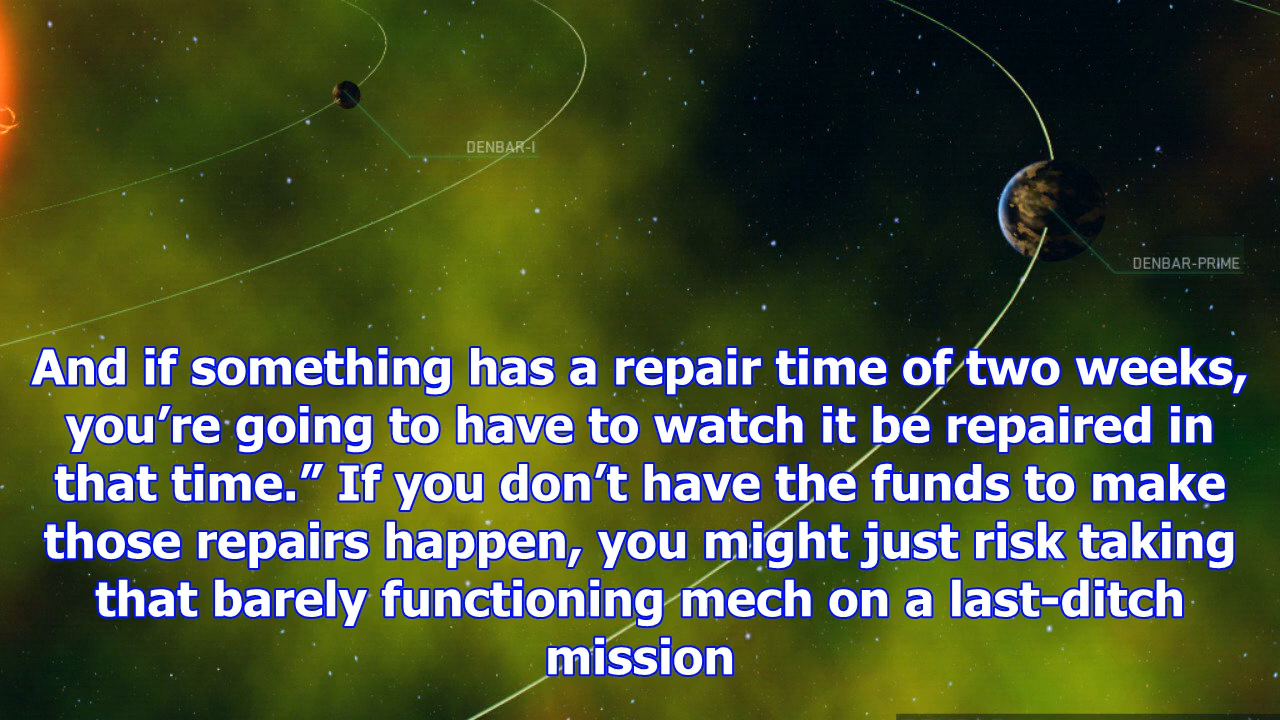 DENBAR-I
DENBAR-PRIME
And if something has a repair time of two weeks,
you’re going to have to watch it be repaired in
that time.” If you don’t have the funds to make
those repairs happen, you might just risk taking
that barely functioning mech on a last-ditch
mission